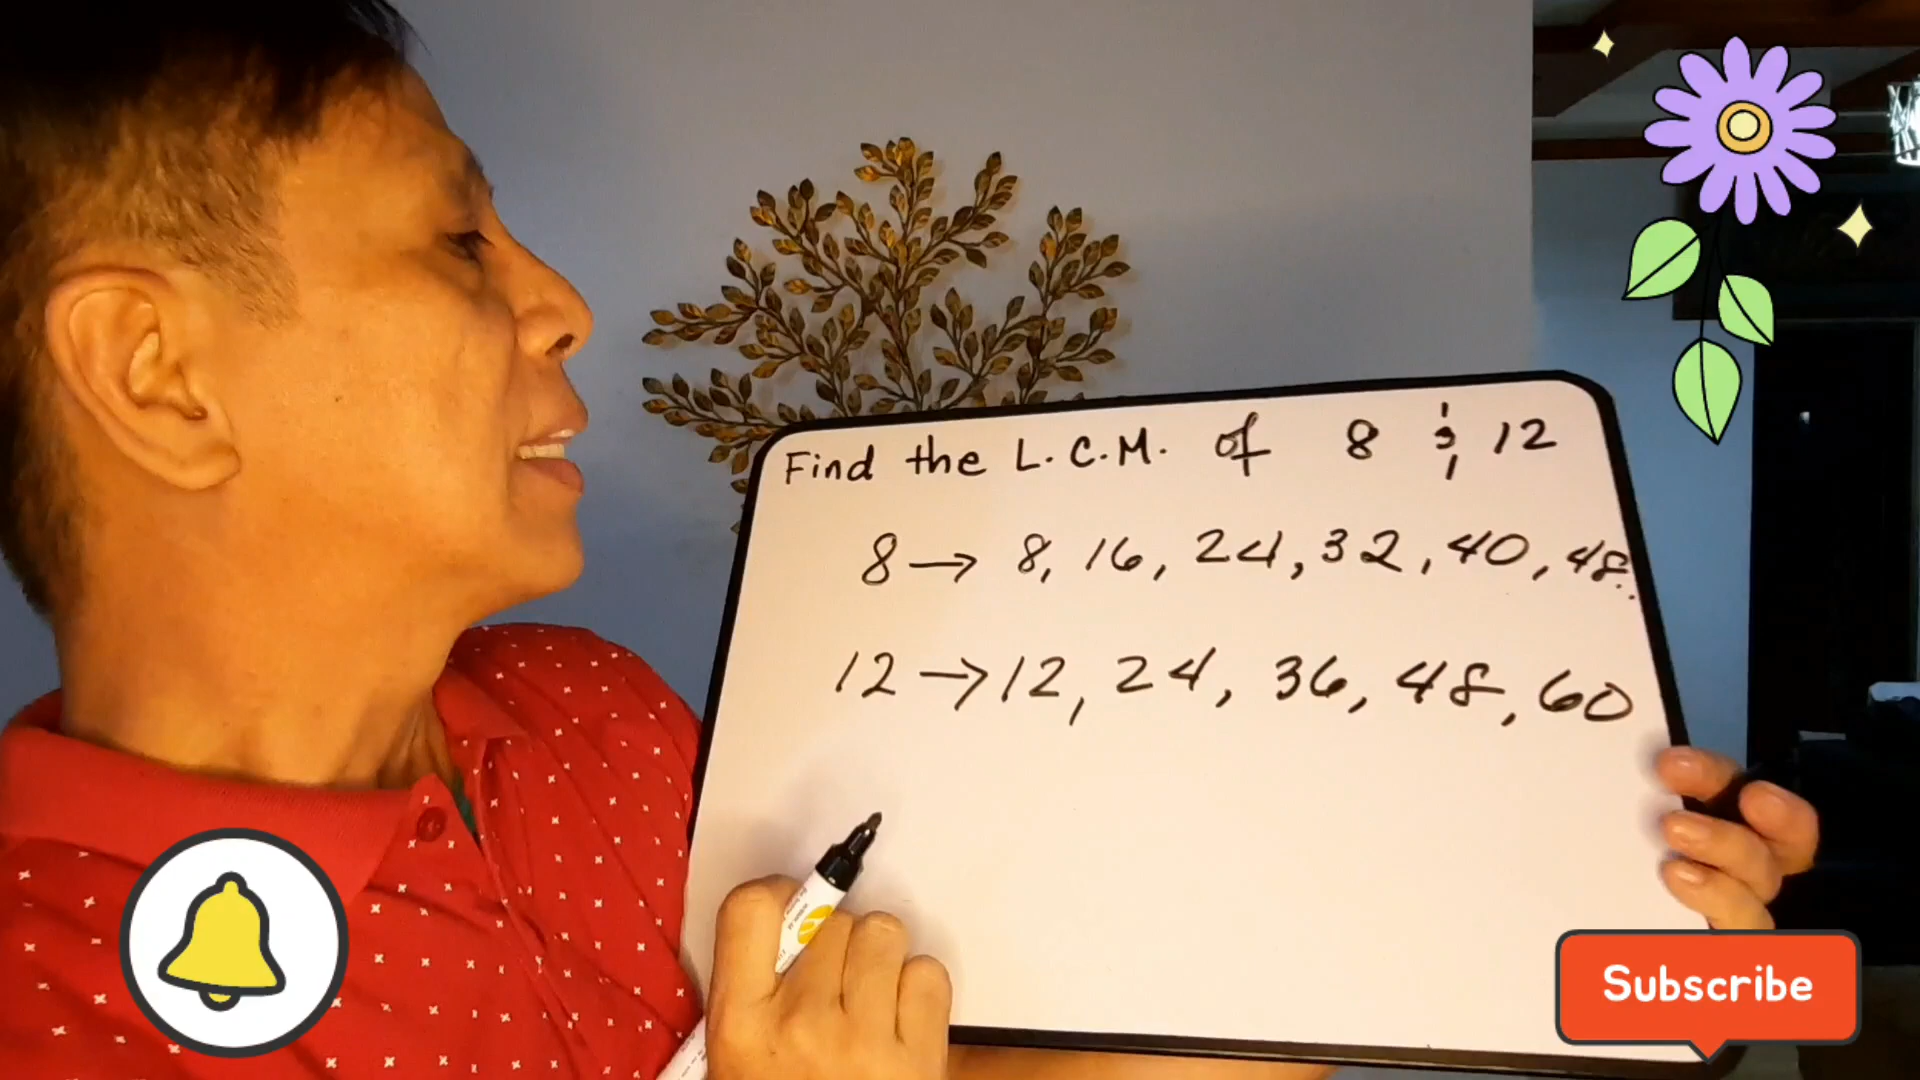 Find the L.C.M. of 8 & 12
8 → 8, 16, 24, 32, 40, 48..
12 → 12, 24, 36, 48, 60
Subscribe